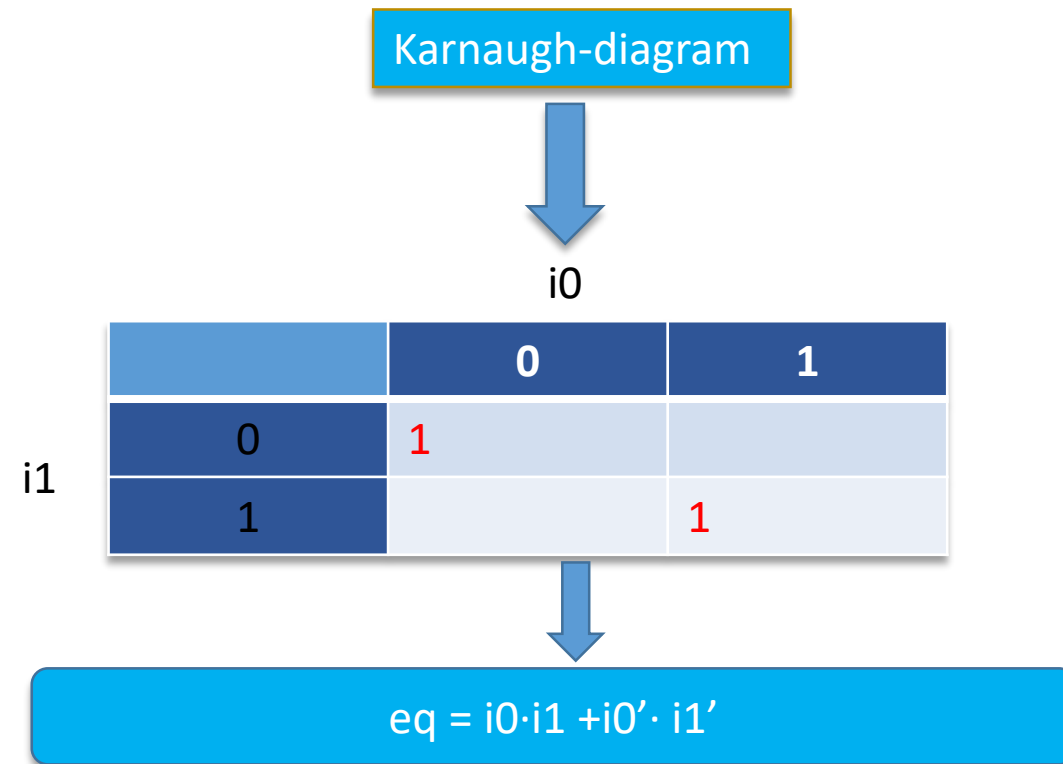 Karnaugh-diagram
i0
0 1
0 1
i1
1 1
eq = i0·i1 +i0’· i1’